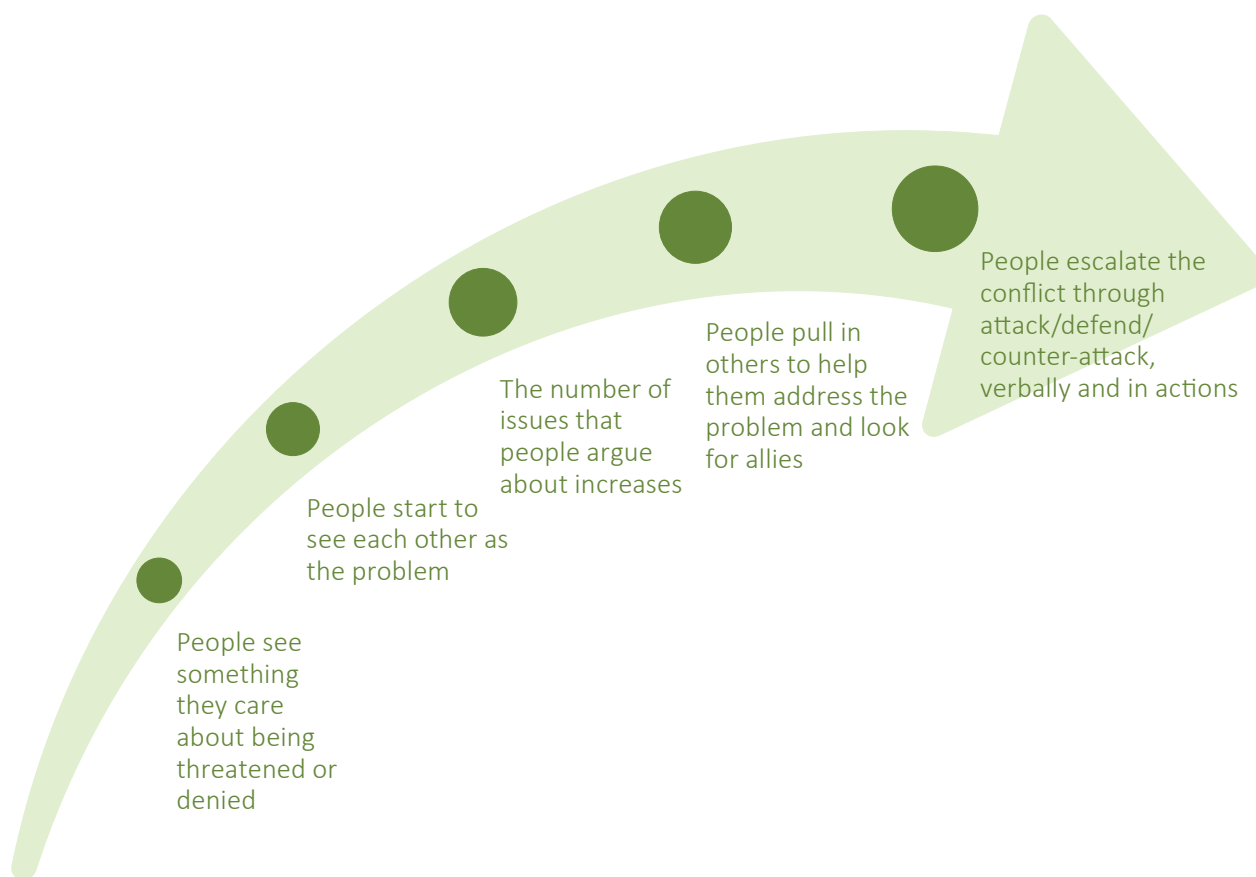 People see
something
they care
about being
threatened or
denied
People start to
see each other as
the problem
The number of
issues that
people argue
about increases
People pull in
others to help
them address the
problem and look
for allies
People escalate the
conflict through
attack/defend/
counter-attack,
verbally and in actions